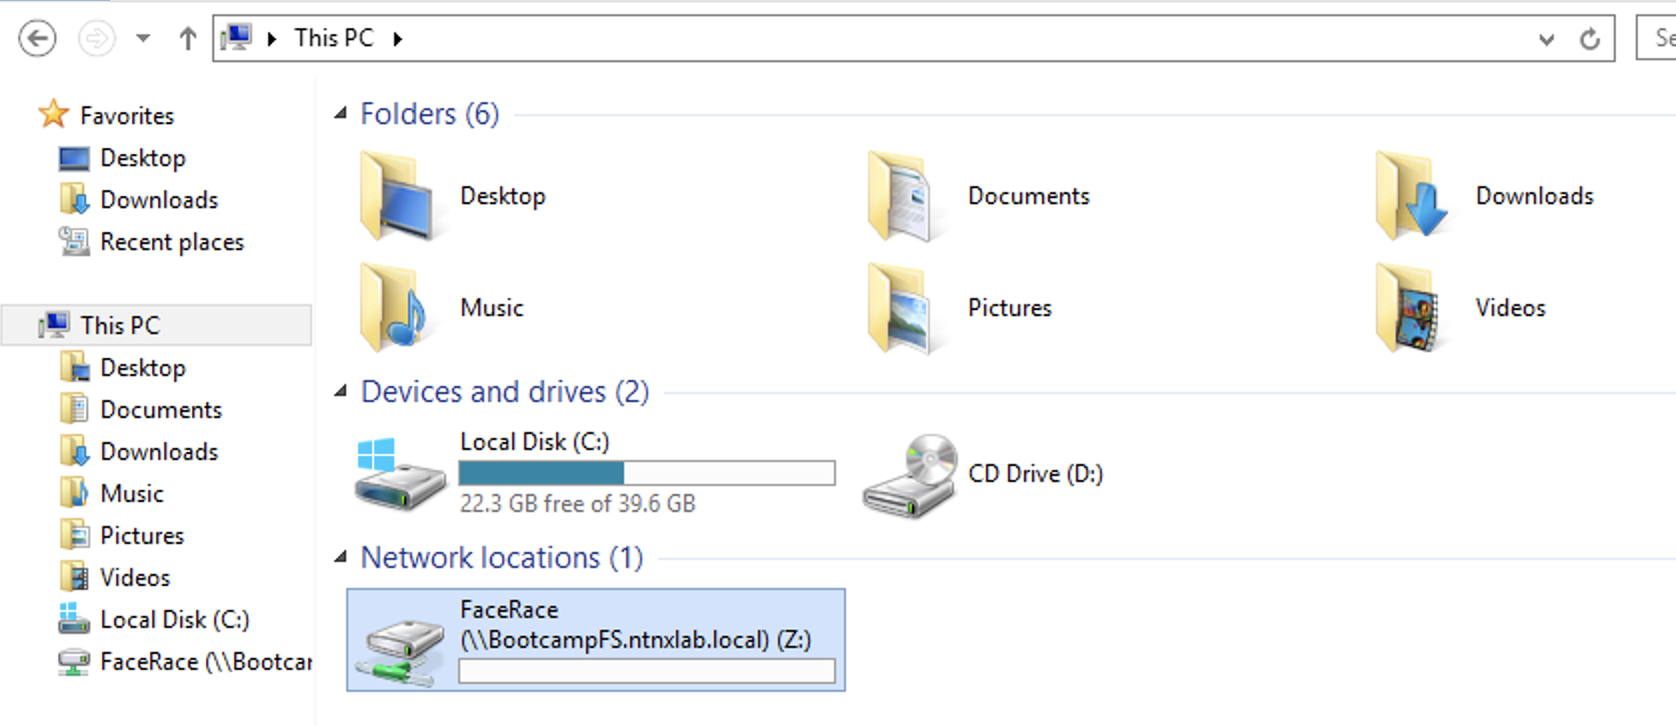 This PC
Se
Favorites
Desktop
Downloads
Recent places
This PC
Desktop
Documents
Downloads
Music
Pictures
Videos
Local Disk (C:)
FaceRace (\\Bootcar
Folders (6)
Desktop
Documents
Downloads
Music
Pictures
Videos
Devices and drives (2)
Local Disk (C:)
22.3 GB free of 39.6 GB
CD Drive (D:)
Network locations (1)
FaceRace
(\\BootcampFS.ntnxlab.local) (Z:)